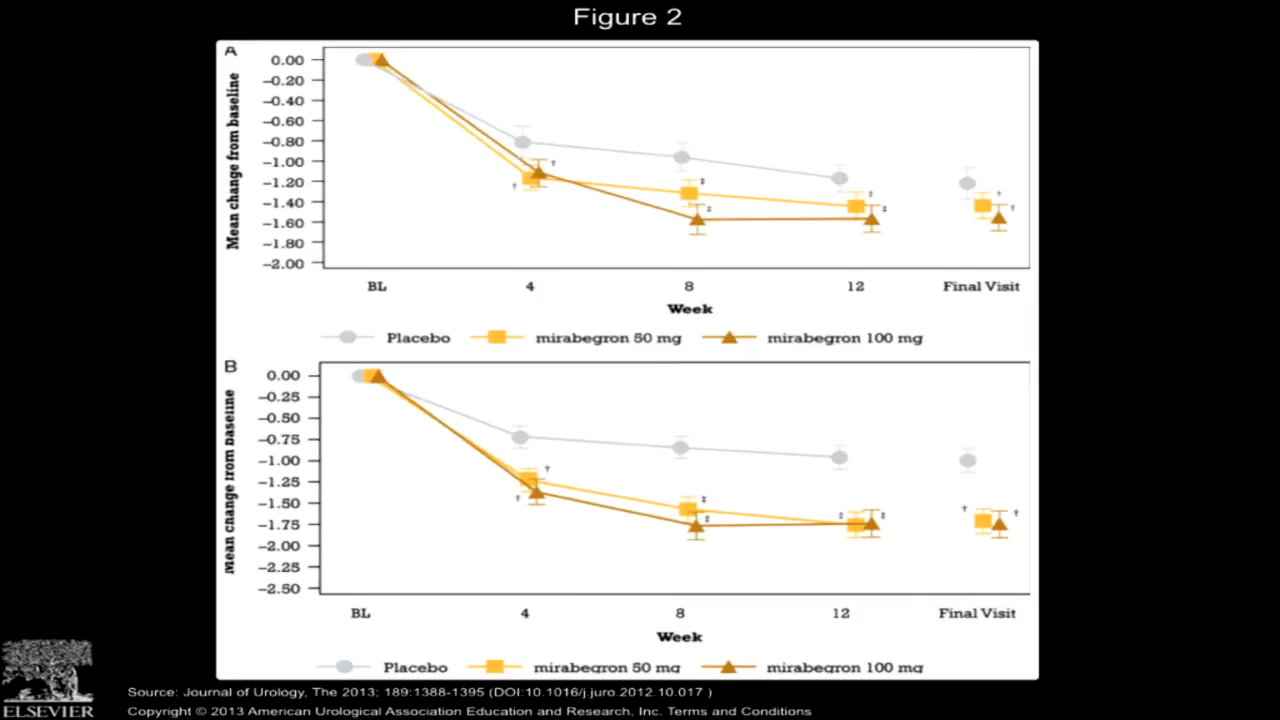 Figure 2
A
Mean change from baseline
0.00
–0.20
–0.40
–0.60
–0.80
–1.00
–1.20
–1.40
–1.60
–1.80
–2.00
† † ‡ ‡ ‡ ‡ † †
BL 4 8 12 Final Visit
Week
Placebo mirabegron 50 mg mirabegron 100 mg
B
Mean change from baseline
0.00
–0.25
–0.50
–0.75
–1.00
–1.25
–1.50
–1.75
–2.00
–2.25
–2.50
† † ‡ ‡ ‡ ‡ † †
BL 4 8 12 Final Visit
Week
Placebo mirabegron 50 mg mirabegron 100 mg
ELSEVIER
Source: Journal of Urology, The 2013; 189:1388-1395 (DOI:10.1016/j.juro.2012.10.017 )
Copyright © 2013 American Urological Association Education and Research, Inc. Terms and Conditions